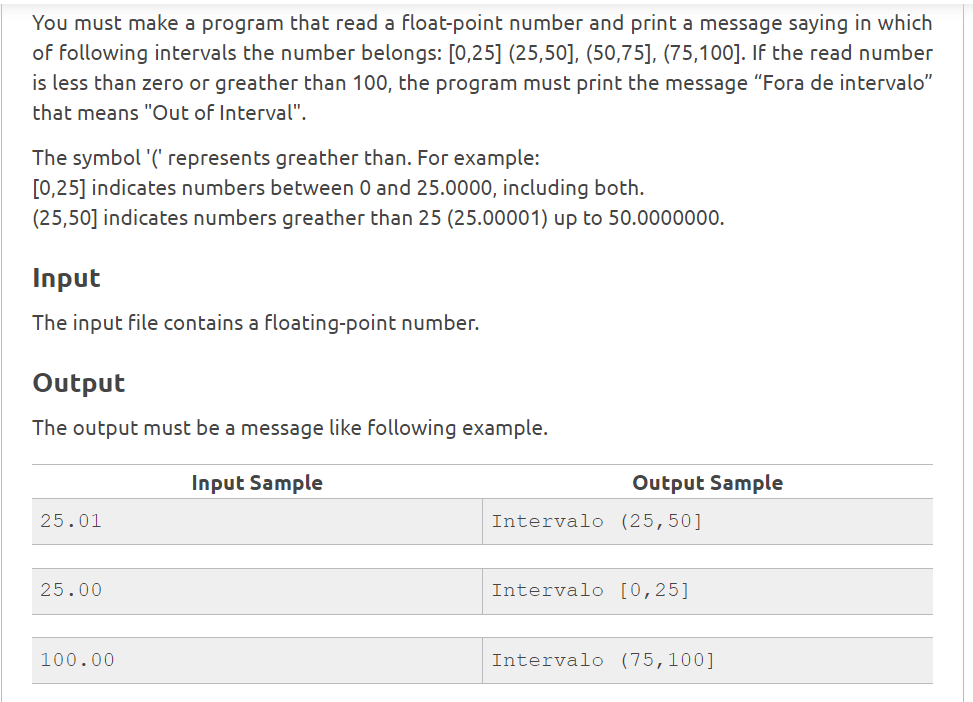 You must make a program that read a float-point number and print a message saying in which
of following intervals the number belongs: [0,25] (25,50], (50,75], (75,100]. If the read number
is less than zero or greather than 100, the program must print the message “Fora de intervalo”
that means "Out of Interval".
The symbol '(' represents greather than. For example:
[0,25] indicates numbers between 0 and 25.0000, including both.
(25,50] indicates numbers greather than 25 (25.00001) up to 50.0000000.
Input
The input file contains a floating-point number.
Output
The output must be a message like following example.
Input Sample Output Sample
25.01 Intervalo (25,50]
25.00 Intervalo [0,25]
100.00 Intervalo (75,100]